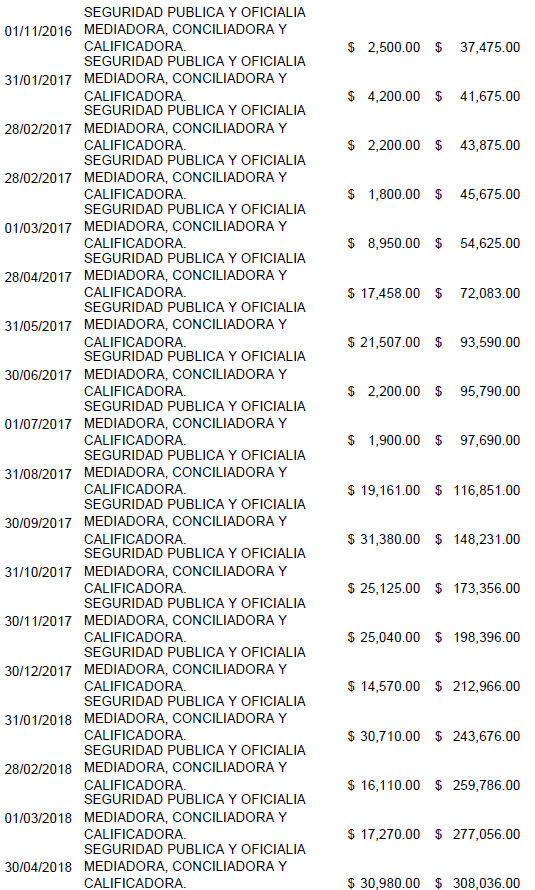 SEGURIDAD PUBLICA Y OFICIALIA
01/11/2016 MEDIADORA, CONCILIADORA Y
CALIFICADORA. $ 2,500.00 $ 37,475.00
SEGURIDAD PUBLICA Y OFICIALIA
31/01/2017 MEDIADORA, CONCILIADORA Y
CALIFICADORA. $ 4,200.00 $ 41,675.00
SEGURIDAD PUBLICA Y OFICIALIA
28/02/2017 MEDIADORA, CONCILIADORA Y
CALIFICADORA. $ 2,200.00 $ 43,875.00
SEGURIDAD PUBLICA Y OFICIALIA
28/02/2017 MEDIADORA, CONCILIADORA Y
CALIFICADORA. $ 1,800.00 $ 45,675.00
SEGURIDAD PUBLICA Y OFICIALIA
01/03/2017 MEDIADORA, CONCILIADORA Y
CALIFICADORA. $ 8,950.00 $ 54,625.00
SEGURIDAD PUBLICA Y OFICIALIA
28/04/2017 MEDIADORA, CONCILIADORA Y
CALIFICADORA. $ 17,458.00 $ 72,083.00
SEGURIDAD PUBLICA Y OFICIALIA
31/05/2017 MEDIADORA, CONCILIADORA Y
CALIFICADORA. $ 21,507.00 $ 93,590.00
SEGURIDAD PUBLICA Y OFICIALIA
30/06/2017 MEDIADORA, CONCILIADORA Y
CALIFICADORA. $ 2,200.00 $ 95,790.00
SEGURIDAD PUBLICA Y OFICIALIA
01/07/2017 MEDIADORA, CONCILIADORA Y
CALIFICADORA. $ 1,900.00 $ 97,690.00
SEGURIDAD PUBLICA Y OFICIALIA
31/08/2017 MEDIADORA, CONCILIADORA Y
CALIFICADORA. $ 19,161.00 $ 116,851.00
SEGURIDAD PUBLICA Y OFICIALIA
30/09/2017 MEDIADORA, CONCILIADORA Y
CALIFICADORA. $ 31,380.00 $ 148,231.00
SEGURIDAD PUBLICA Y OFICIALIA
31/10/2017 MEDIADORA, CONCILIADORA Y
CALIFICADORA. $ 25,125.00 $ 173,356.00
SEGURIDAD PUBLICA Y OFICIALIA
30/11/2017 MEDIADORA, CONCILIADORA Y
CALIFICADORA. $ 25,040.00 $ 198,396.00
SEGURIDAD PUBLICA Y OFICIALIA
30/12/2017 MEDIADORA, CONCILIADORA Y
CALIFICADORA. $ 14,570.00 $ 212,966.00
SEGURIDAD PUBLICA Y OFICIALIA
31/01/2018 MEDIADORA, CONCILIADORA Y
CALIFICADORA. $ 30,710.00 $ 243,676.00
SEGURIDAD PUBLICA Y OFICIALIA
28/02/2018 MEDIADORA, CONCILIADORA Y
CALIFICADORA. $ 16,110.00 $ 259,786.00
SEGURIDAD PUBLICA Y OFICIALIA
01/03/2018 MEDIADORA, CONCILIADORA Y
CALIFICADORA. $ 17,270.00 $ 277,056.00
SEGURIDAD PUBLICA Y OFICIALIA
30/04/2018 MEDIADORA, CONCILIADORA Y
CALIFICADORA. $ 30,980.00 $ 308,036.00